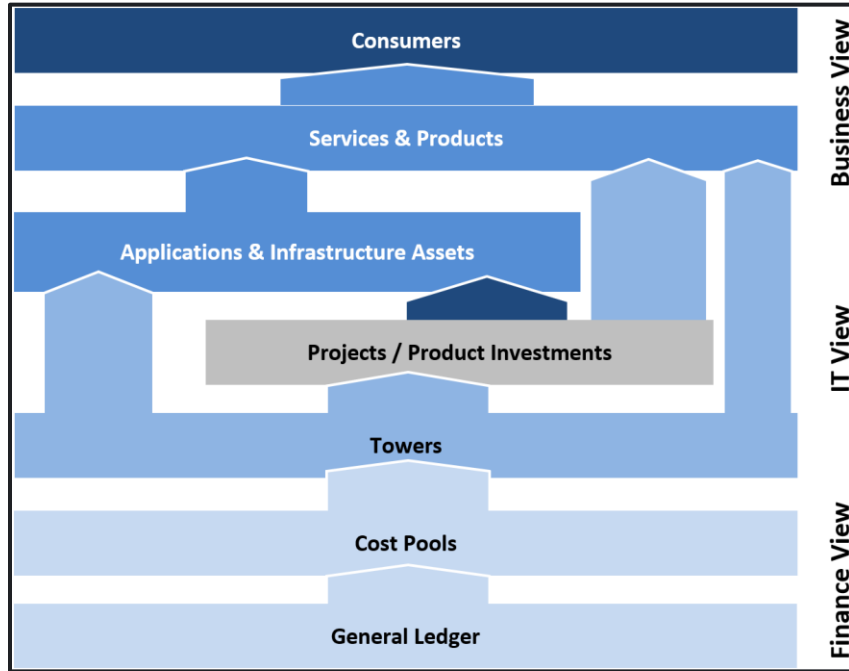 Consumers
Services & Products
Applications & Infrastructure Assets
Projects / Product Investments
Towers
Cost Pools
General Ledger
Business View
IT View
Finance View